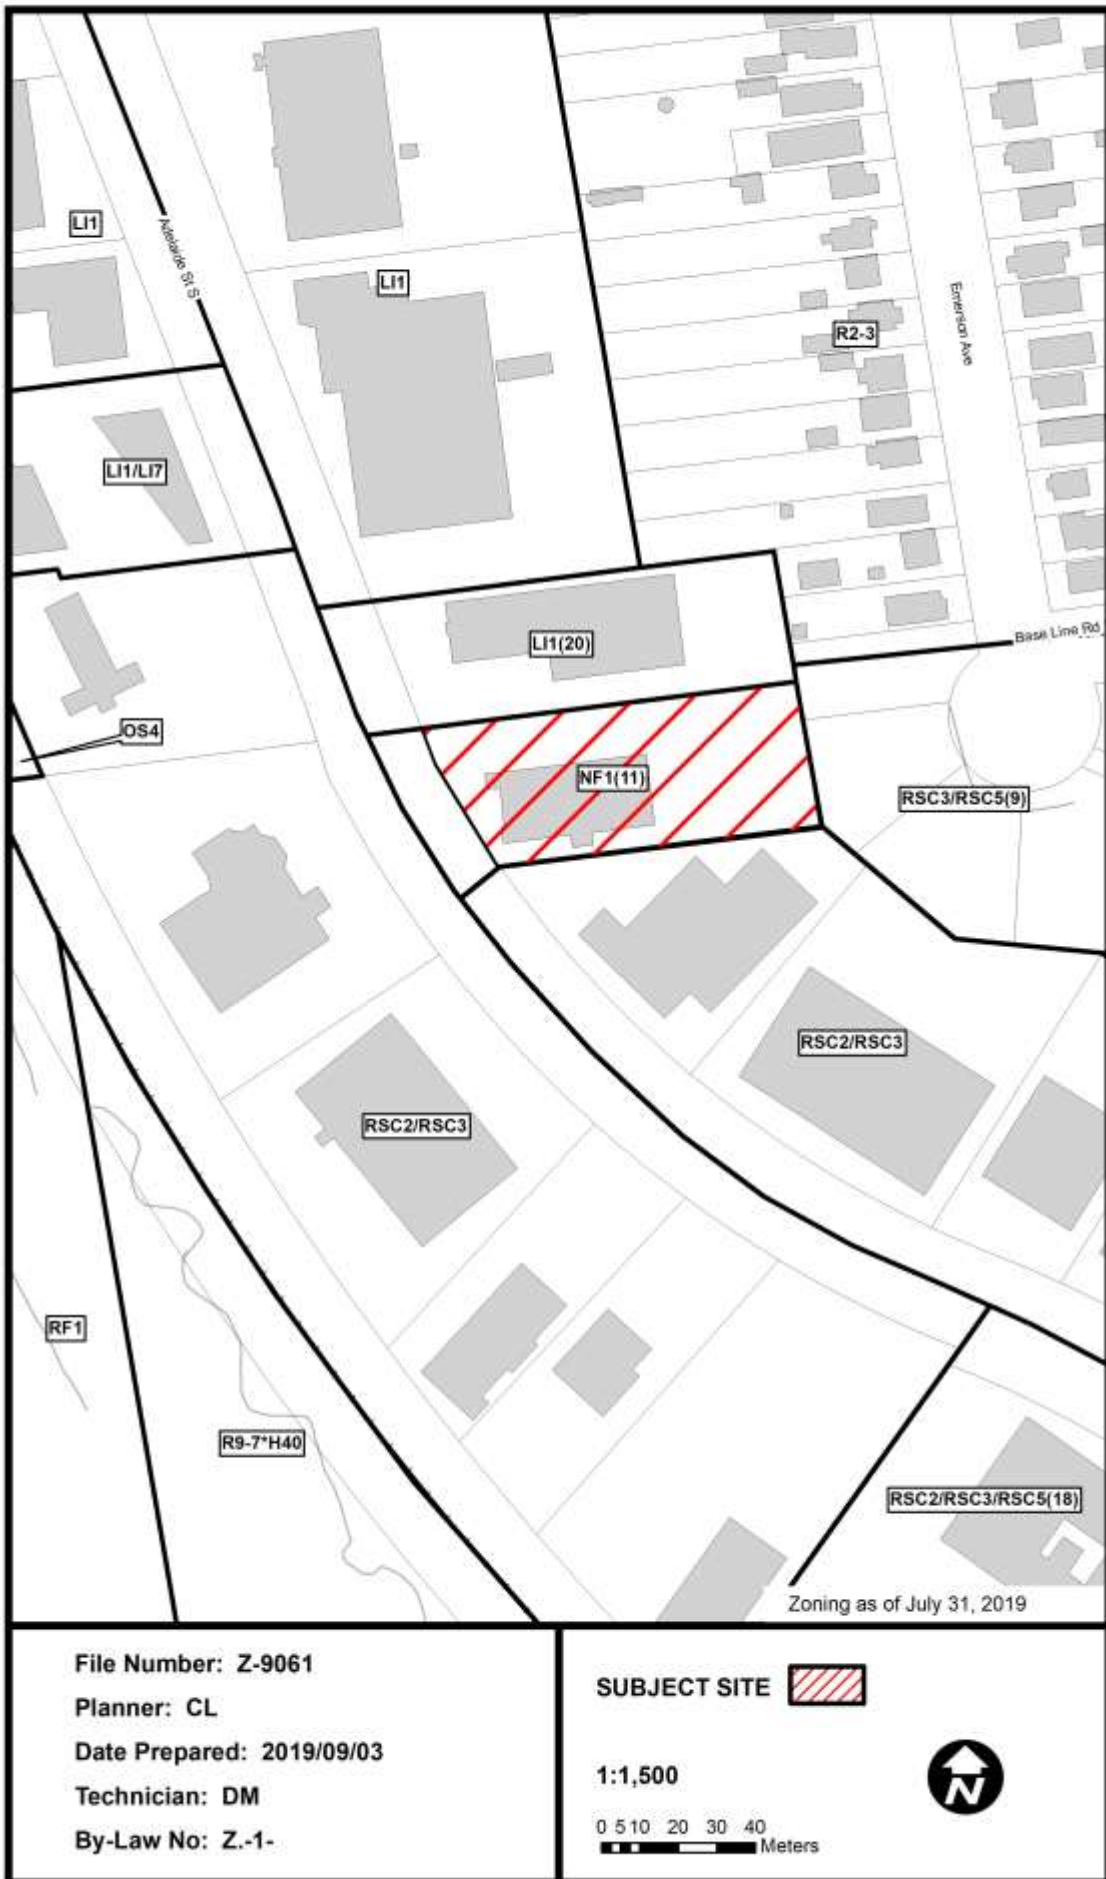 LI1
Adelaide St S
LI1
Emerson Ave
R2-3
LI1/LI7
LI1(20)
Base Line Rd
OS4
NF1(11)
RSC3/RSC5(9)
RSC2/RSC3
RSC2/RSC3
RF1
R9-7*H40
RSC2/RSC3/RSC5(18)
Zoning as of July 31, 2019
File Number: Z-9061
Planner: CL
Date Prepared: 2019/09/03
Technician: DM
By-Law No: Z.-1-
SUBJECT SITE
1:1,500
0 5 10 20 30 40
Meters
N